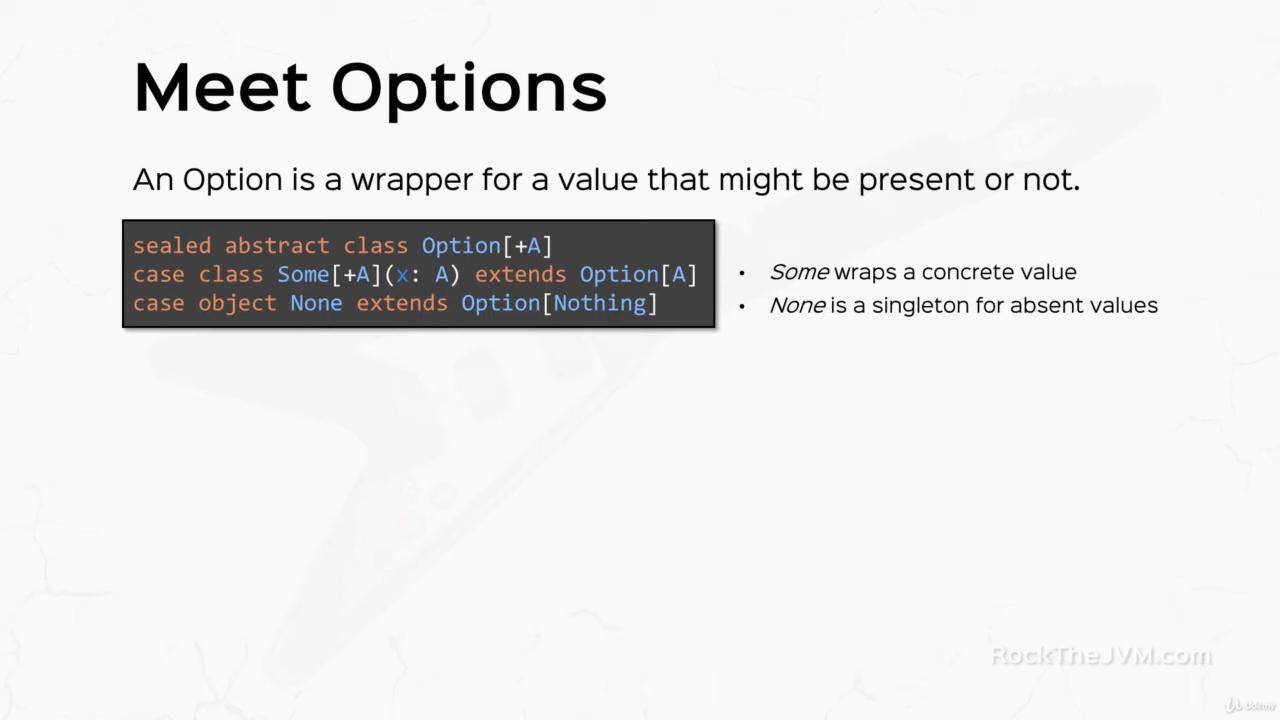 Meet Options
An Option is a wrapper for a value that might be present or not.
sealed abstract class Option[+A]
case class Some[+A](x: A) extends Option[A]
case object None extends Option[Nothing]
• Some wraps a concrete value
• None is a singleton for absent values
RockTheJVM.com
Udemy